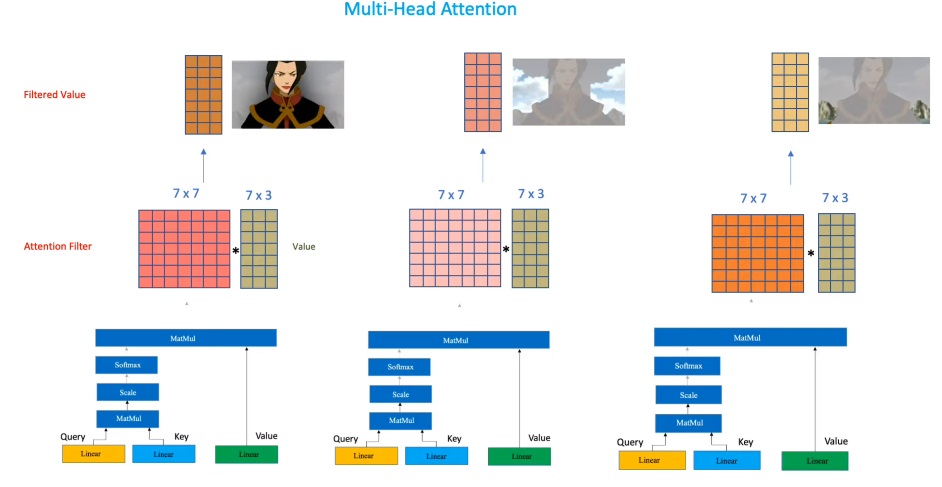 Multi-Head Attention
Filtered Value
7 x 7
7 x 3
7 x 7
7 x 3
7 x 7
7 x 3
Attention Filter
*
Value
*
*
MatMul
Softmax
Scale
MatMul
Query
Key
Value
Linear
Linear
Linear
MatMul
Softmax
Scale
MatMul
Query
Key
Value
Linear
Linear
Linear
MatMul
Softmax
Scale
MatMul
Query
Key
Value
Linear
Linear
Linear